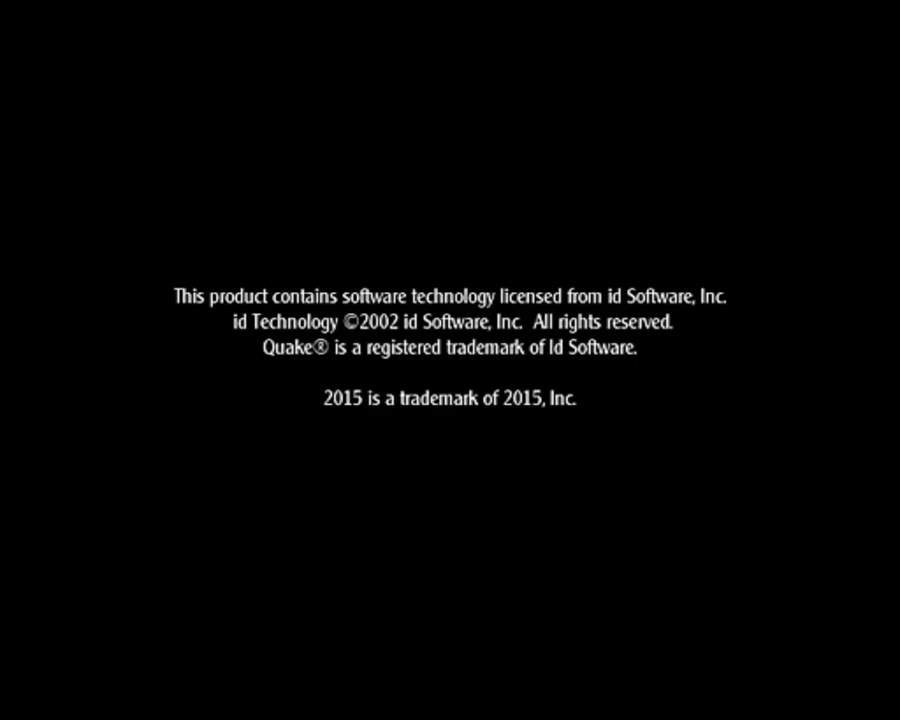 This product contains software technology licensed from id Software, Inc.
id Technology ©2002 id Software, Inc. All rights reserved.
Quake® is a registered trademark of Id Software.
2015 is a trademark of 2015, Inc.